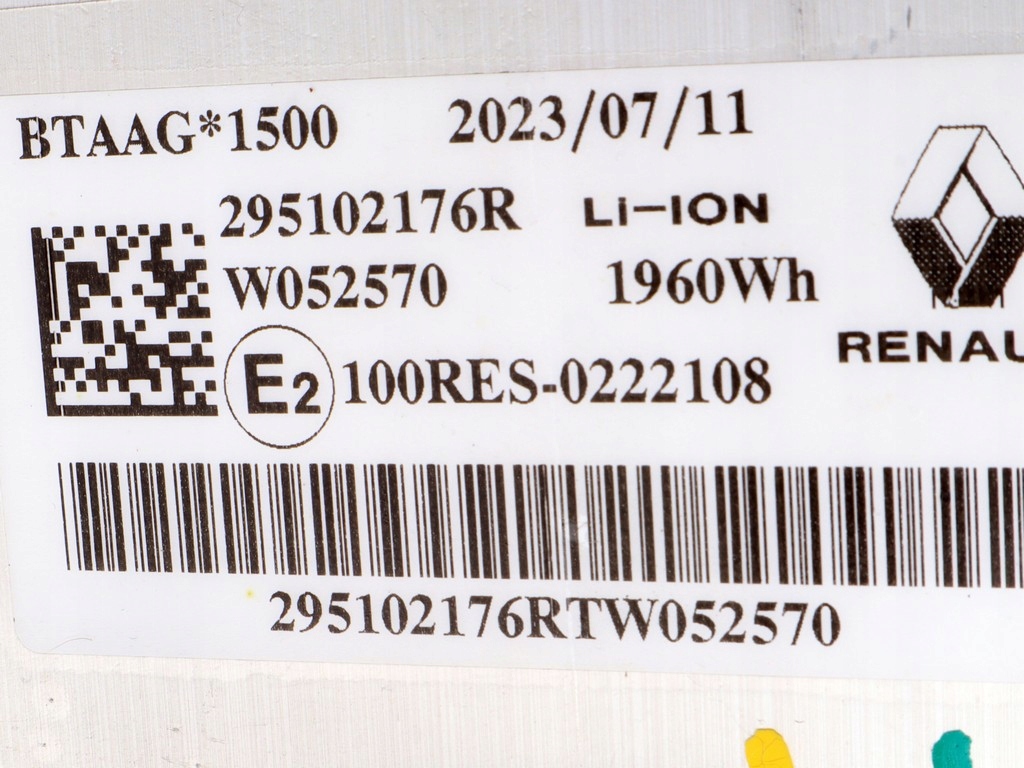 BTAAG*1500 2023/07/11
295102176R Li-ION
W052570 1960Wh
RENAU
E2 100RES-0222108
295102176RTW052570